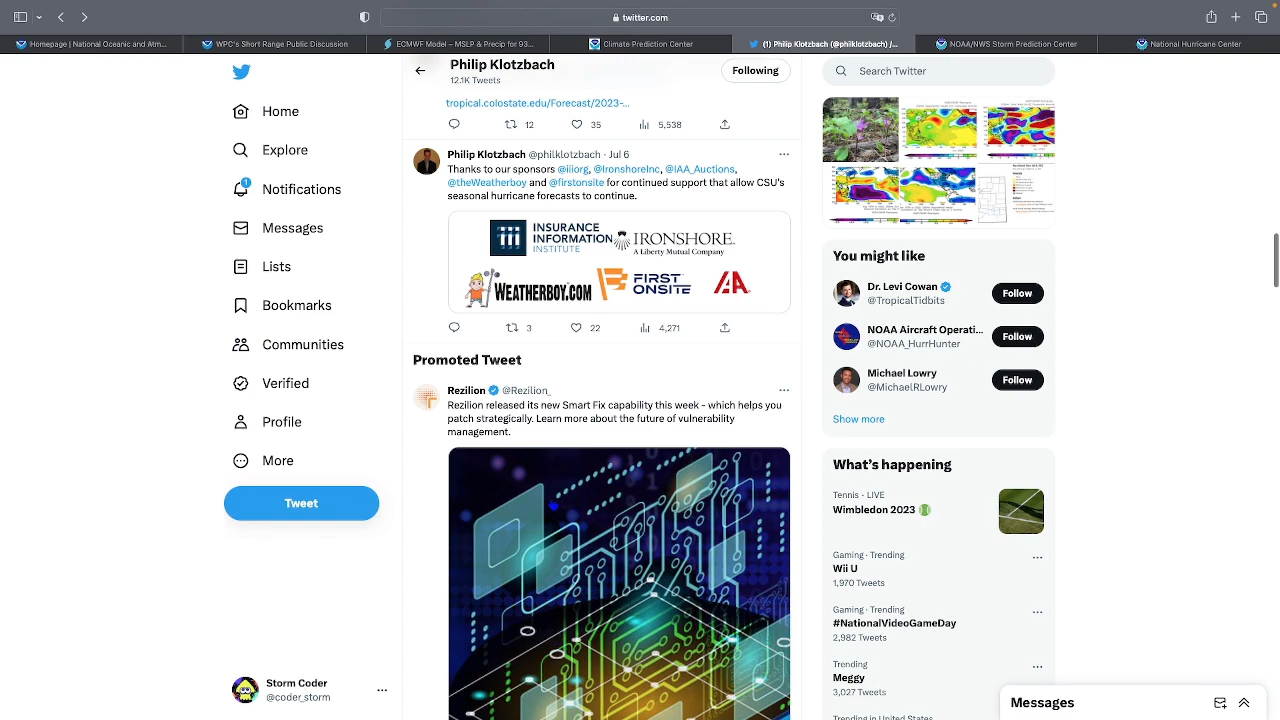 twitter.com
Homepage | National Oceanic and Atm...
WPC's Short Range Public Discussion
ECMWF Model – MSLP & Precip for 93...
Climate Prediction Center
(1) Philip Klotzbach (@philklotzbach) /...
NOAA/NWS Storm Prediction Center
National Hurricane Center
Home
Explore
1
Notifications
Messages
Lists
Bookmarks
Communities
Verified
Profile
More
Tweet
Storm Coder
@coder_storm
Philip Klotzbach
12.1K Tweets
Following
tropical.colostate.edu/Forecast/2023-...
12
35
5,538
Philip Klotzbach @philklotzbach · Jul 6
Thanks to our sponsors @iiiorg, @IronshoreInc, @IAA_Auctions,
@theWeatherboy and @firstonsite for continued support that allows CSU's
seasonal hurricane forecasts to continue.
INSURANCE
INFORMATION
INSTITUTE
IRONSHORE.
A Liberty Mutual Company
WEATHERBOY.COM
FIRST
ONSITE
3
22
4,271
Promoted Tweet
Rezilion @Rezilion_
Rezilion released its new Smart Fix capability this week - which helps you
patch strategically. Learn more about the future of vulnerability
management.
Search Twitter
You might like
Dr. Levi Cowan
@TropicalTidbits
Follow
NOAA Aircraft Operati...
@NOAA_HurrHunter
Follow
Michael Lowry
@MichaelRLowry
Follow
Show more
What's happening
Tennis · LIVE
Wimbledon 2023
Gaming · Trending
Wii U
1,970 Tweets
Gaming · Trending
#NationalVideoGameDay
2,982 Tweets
Trending
Meggy
3,027 Tweets
Trending in United States
Messages